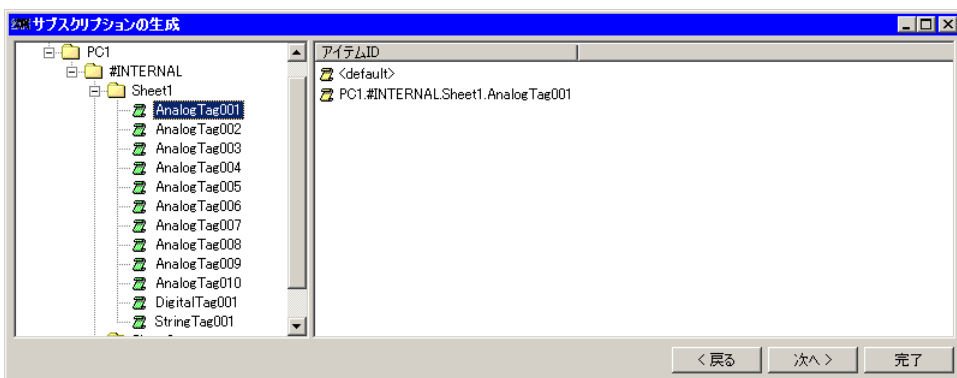 サブスクリプションの生成
PC1
#INTERNAL
Sheet1
AnalogTag001
AnalogTag002
AnalogTag003
AnalogTag004
AnalogTag005
AnalogTag006
AnalogTag007
AnalogTag008
AnalogTag009
AnalogTag010
DigitalTag001
StringTag001
アイテムID
<default>
PC1.#INTERNAL.Sheet1.AnalogTag001
< 戻る
次へ >
完了